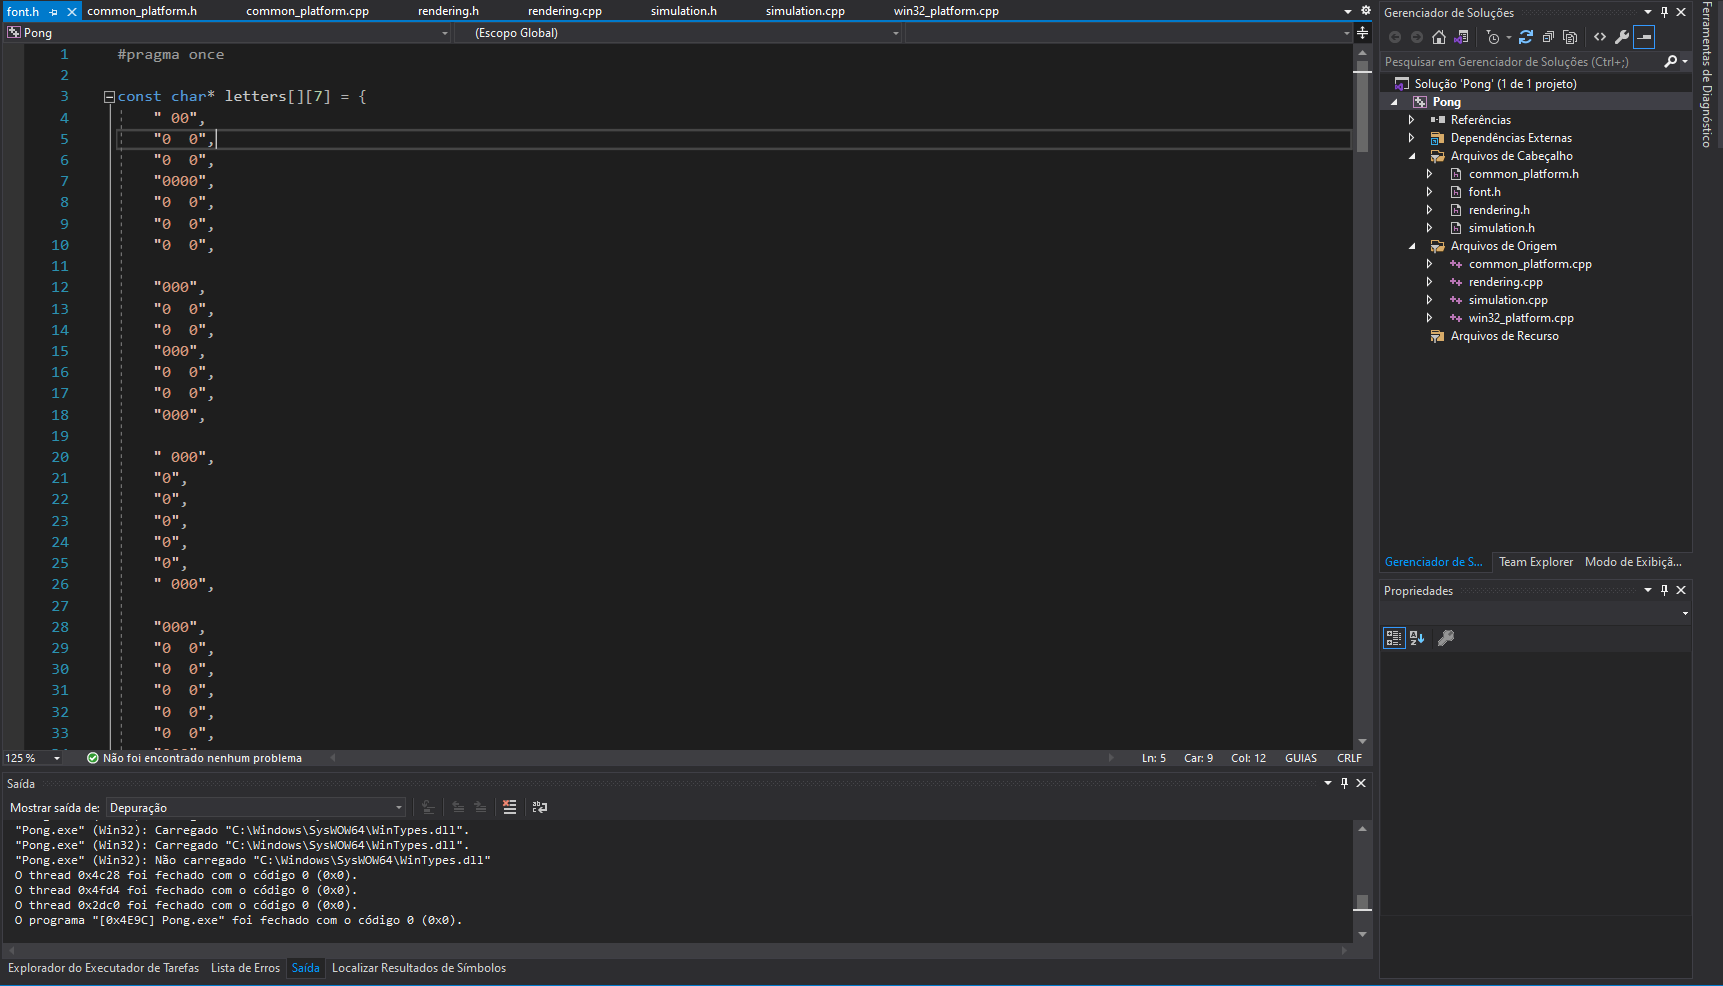 font.h common_platform.h common_platform.cpp rendering.h rendering.cpp simulation.h simulation.cpp win32_platform.cpp
Pong (Escopo Global)
1 #pragma once
2
3 const char* letters[][7] = {
4 " 00",
5 "0  0",
6 "0  0",
7 "0000",
8 "0  0",
9 "0  0",
10 "0  0",
11
12 "000",
13 "0  0",
14 "0  0",
15 "000",
16 "0  0",
17 "0  0",
18 "000",
19
20 " 000",
21 "0",
22 "0",
23 "0",
24 "0",
25 "0",
26 " 000",
27
28 "000",
29 "0  0",
30 "0  0",
31 "0  0",
32 "0  0",
33 "0  0",
125 % Não foi encontrado nenhum problema Ln: 5 Car: 9 Col: 12 GUIAS CRLF
Saída
Mostrar saída de: Depuração
"Pong.exe" (Win32): Carregado "C:\Windows\SysWOW64\WinTypes.dll".
"Pong.exe" (Win32): Carregado "C:\Windows\SysWOW64\WinTypes.dll".
"Pong.exe" (Win32): Não carregado "C:\Windows\SysWOW64\WinTypes.dll"
O thread 0x4c28 foi fechado com o código 0 (0x0).
O thread 0x4fd4 foi fechado com o código 0 (0x0).
O thread 0x2dc0 foi fechado com o código 0 (0x0).
O programa "[0x4E9C] Pong.exe" foi fechado com o código 0 (0x0).
Explorador do Executador de Tarefas Lista de Erros Saída Localizar Resultados de Símbolos
Gerenciador de Soluções
Pesquisar em Gerenciador de Soluções (Ctrl+;)
Solução 'Pong' (1 de 1 projeto)
Pong
Referências
Dependências Externas
Arquivos de Cabeçalho
common_platform.h
font.h
rendering.h
simulation.h
Arquivos de Origem
common_platform.cpp
rendering.cpp
simulation.cpp
win32_platform.cpp
Arquivos de Recurso
Gerenciador de S... Team Explorer Modo de Exibiçã...
Propriedades
Ferramentas de Diagnóstico